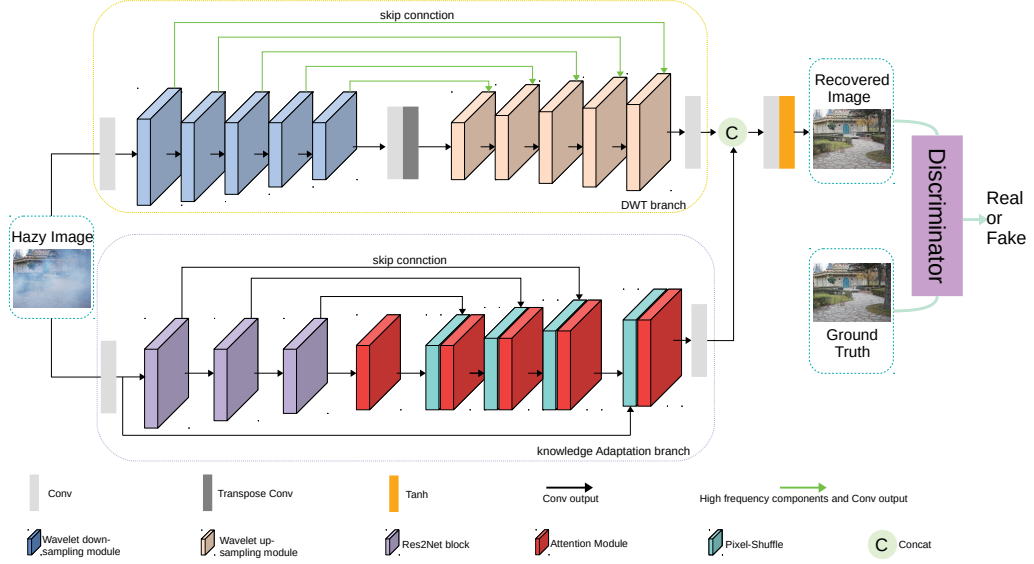 skip connction
DWT branch
Hazy Image
C
Recovered
Image
Discriminator
Real
or
Fake
Ground
Truth
skip connction
knowledge Adaptation branch
Conv
Transpose Conv
Tanh
Conv output
High frequency components and Conv output
Wavelet down-
sampling module
Wavelet up-
sampling module
Res2Net block
Attention Module
Pixel-Shuffle
C
Concat